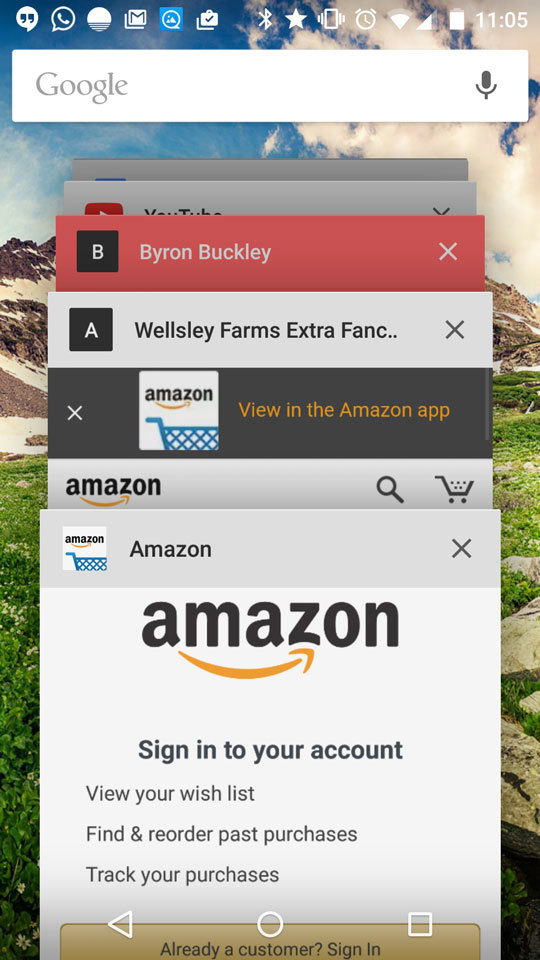 11:05
Google
YouTube
B
Byron Buckley
A
Wellsley Farms Extra Fanc..
amazon
View in the Amazon app
amazon
amazon
Amazon
amazon
Sign in to your account
View your wish list
Find & reorder past purchases
Track your purchases
Already a customer? Sign In